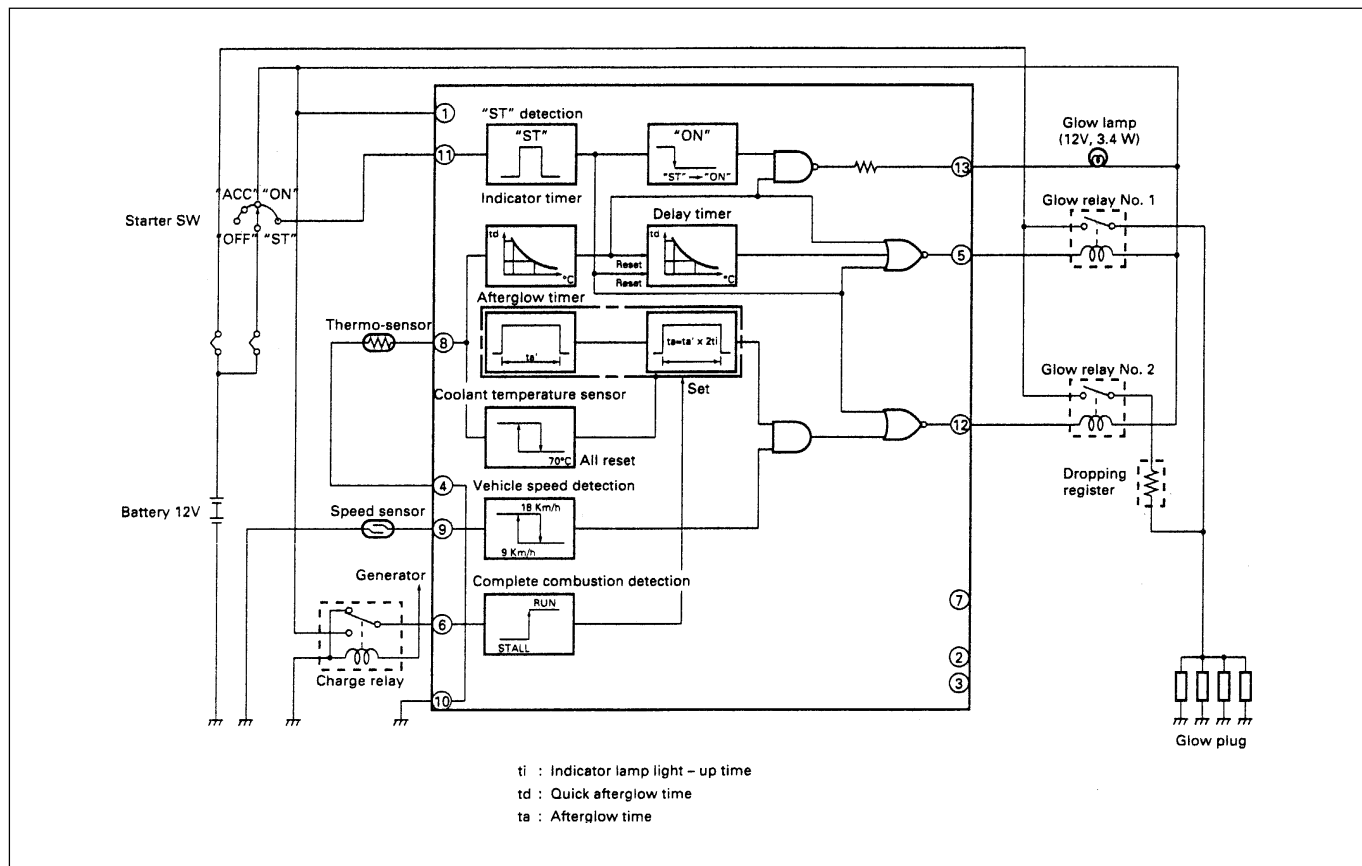 "ST" detection
1
"ST"
"ON"
Glow lamp
(12V, 3.4 W)
11
"ST" → "ON"
13
"ACC" "ON"
Indicator timer
Delay timer
Glow relay No. 1
Starter SW
"OFF" "ST"
td
°C
Reset
Reset
td
°C
5
Afterglow timer
Thermo-sensor
8
ta'
ta=ta' x 2ti
Glow relay No. 2
Coolant temperature sensor
Set
70°C
All reset
12
Dropping
register
4
Vehicle speed detection
Battery 12V
Speed sensor
9
18 Km/h
9 Km/h
Generator
Complete combustion detection
7
6
RUN
STALL
2
Charge relay
3
10
Glow plug
ti : Indicator lamp light – up time
td : Quick afterglow time
ta : Afterglow time